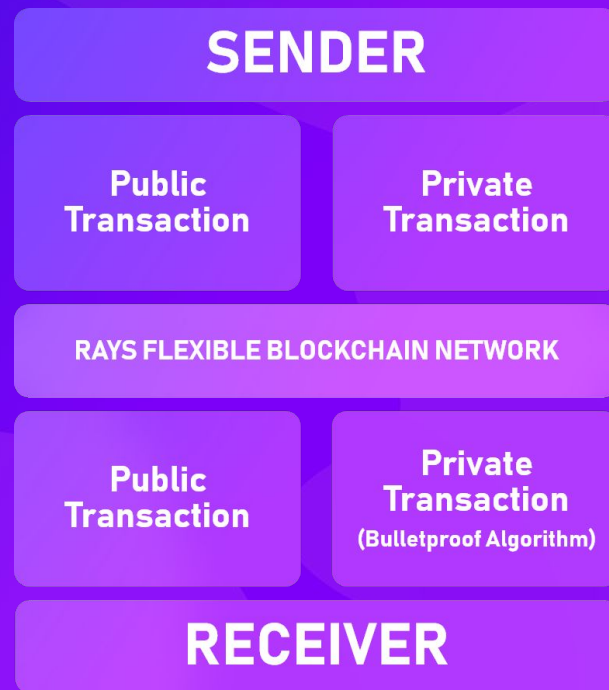 SENDER
Public
Transaction
Private
Transaction
RAYS FLEXIBLE BLOCKCHAIN NETWORK
Public
Transaction
Private
Transaction
(Bulletproof Algorithm)
RECEIVER